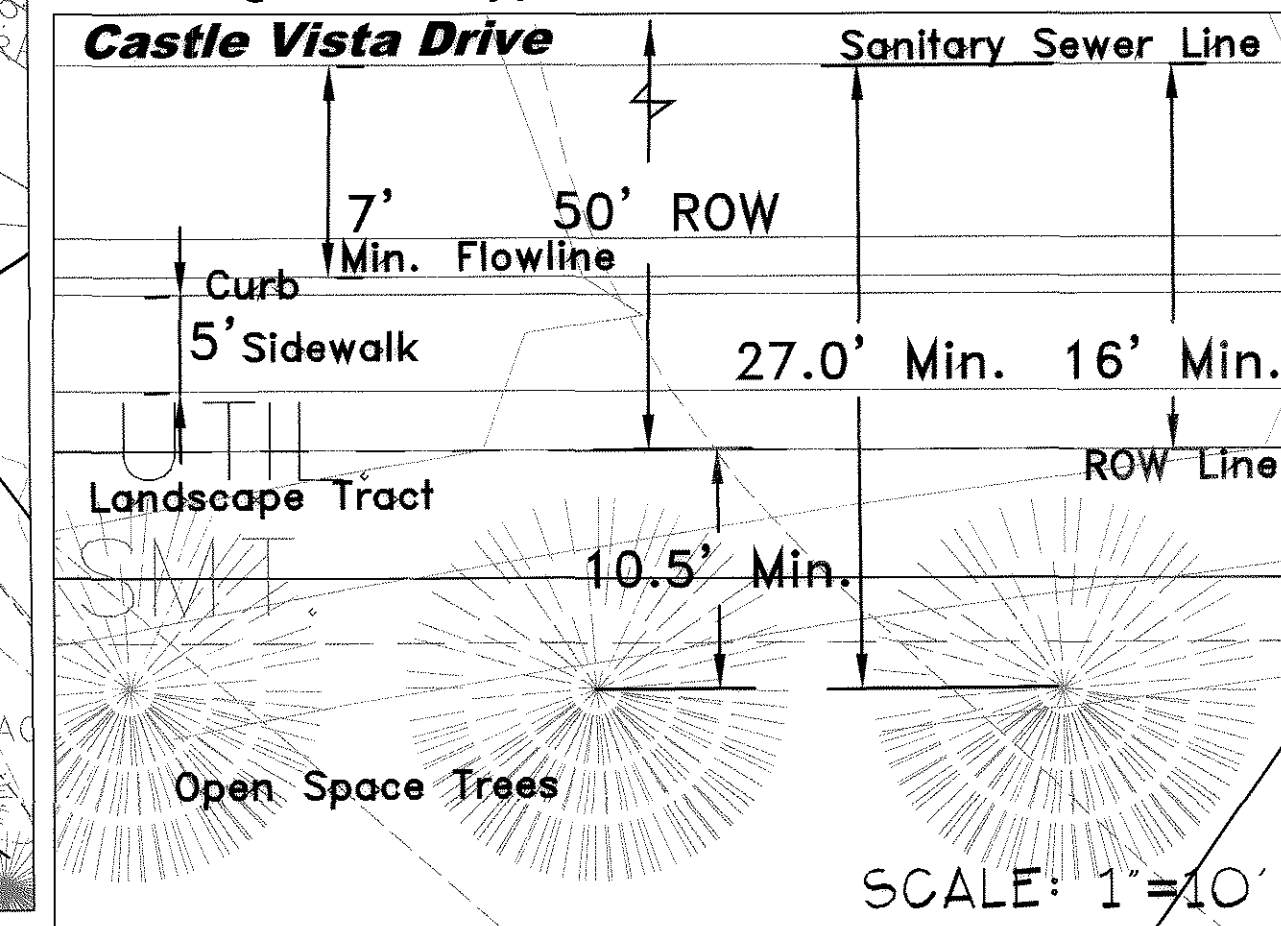 Castle Vista Drive
Sanitary Sewer Line
7'
50' ROW
Min. Flowline
Curb
5' Sidewalk
27.0' Min.
16' Min.
UTIL
ROW Line
Landscape Tract
SMT
10.5' Min.
Open Space Trees
SCALE: 1"=10'